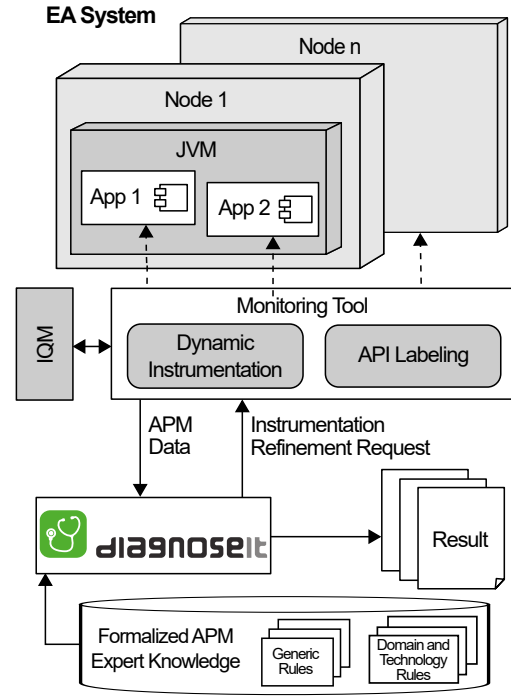 EA System
Node n
Node 1
JVM
App 1
App 2
Monitoring Tool
IQM
Dynamic
Instrumentation
API Labeling
APM
Data
Instrumentation
Refinement Request
diagnoseIt
Result
Formalized APM
Expert Knowledge
Generic
Rules
Domain and
Technology
Rules